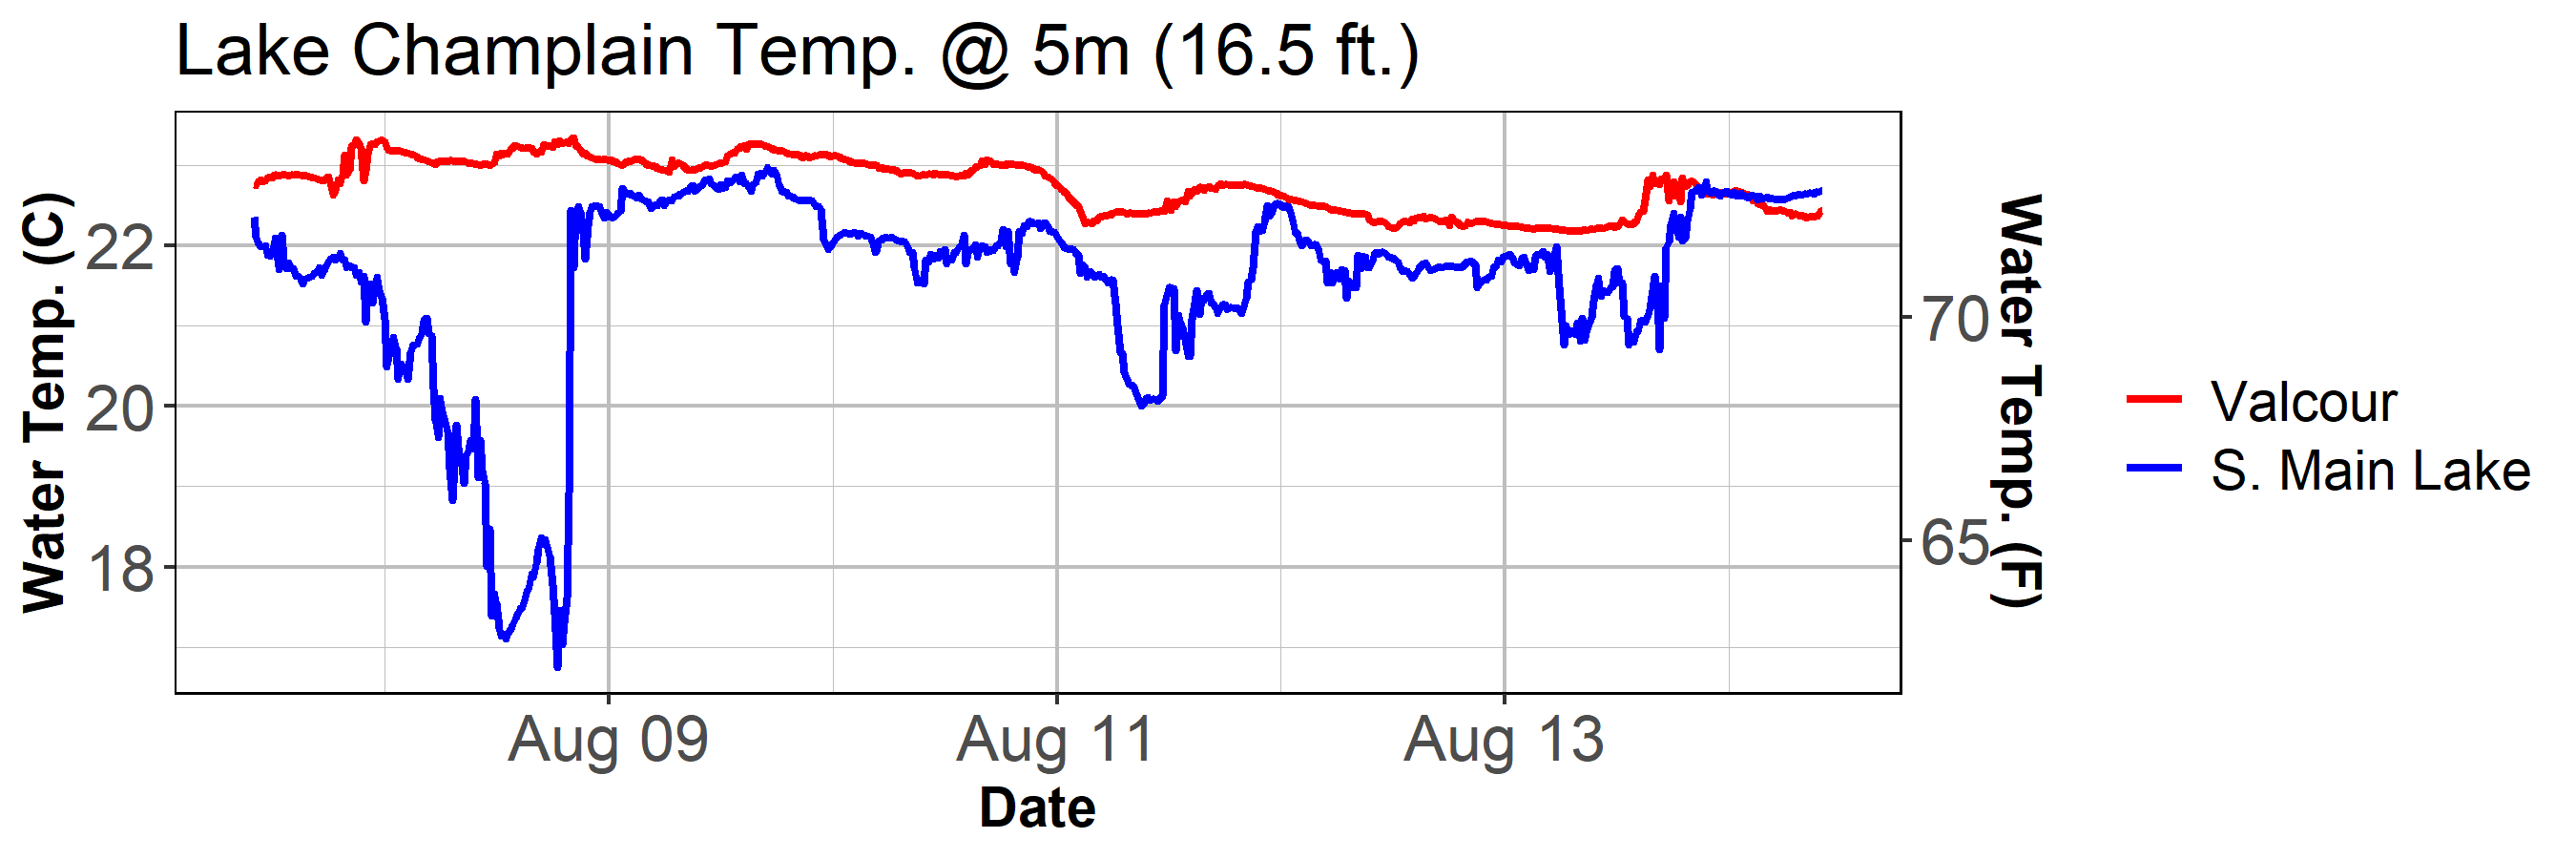 Lake Champlain Temp. @ 5m (16.5 ft.)
Water Temp. (C)
22
20
18
70
65
Water Temp. (F)
Aug 09
Aug 11
Aug 13
Date
Valcour
S. Main Lake